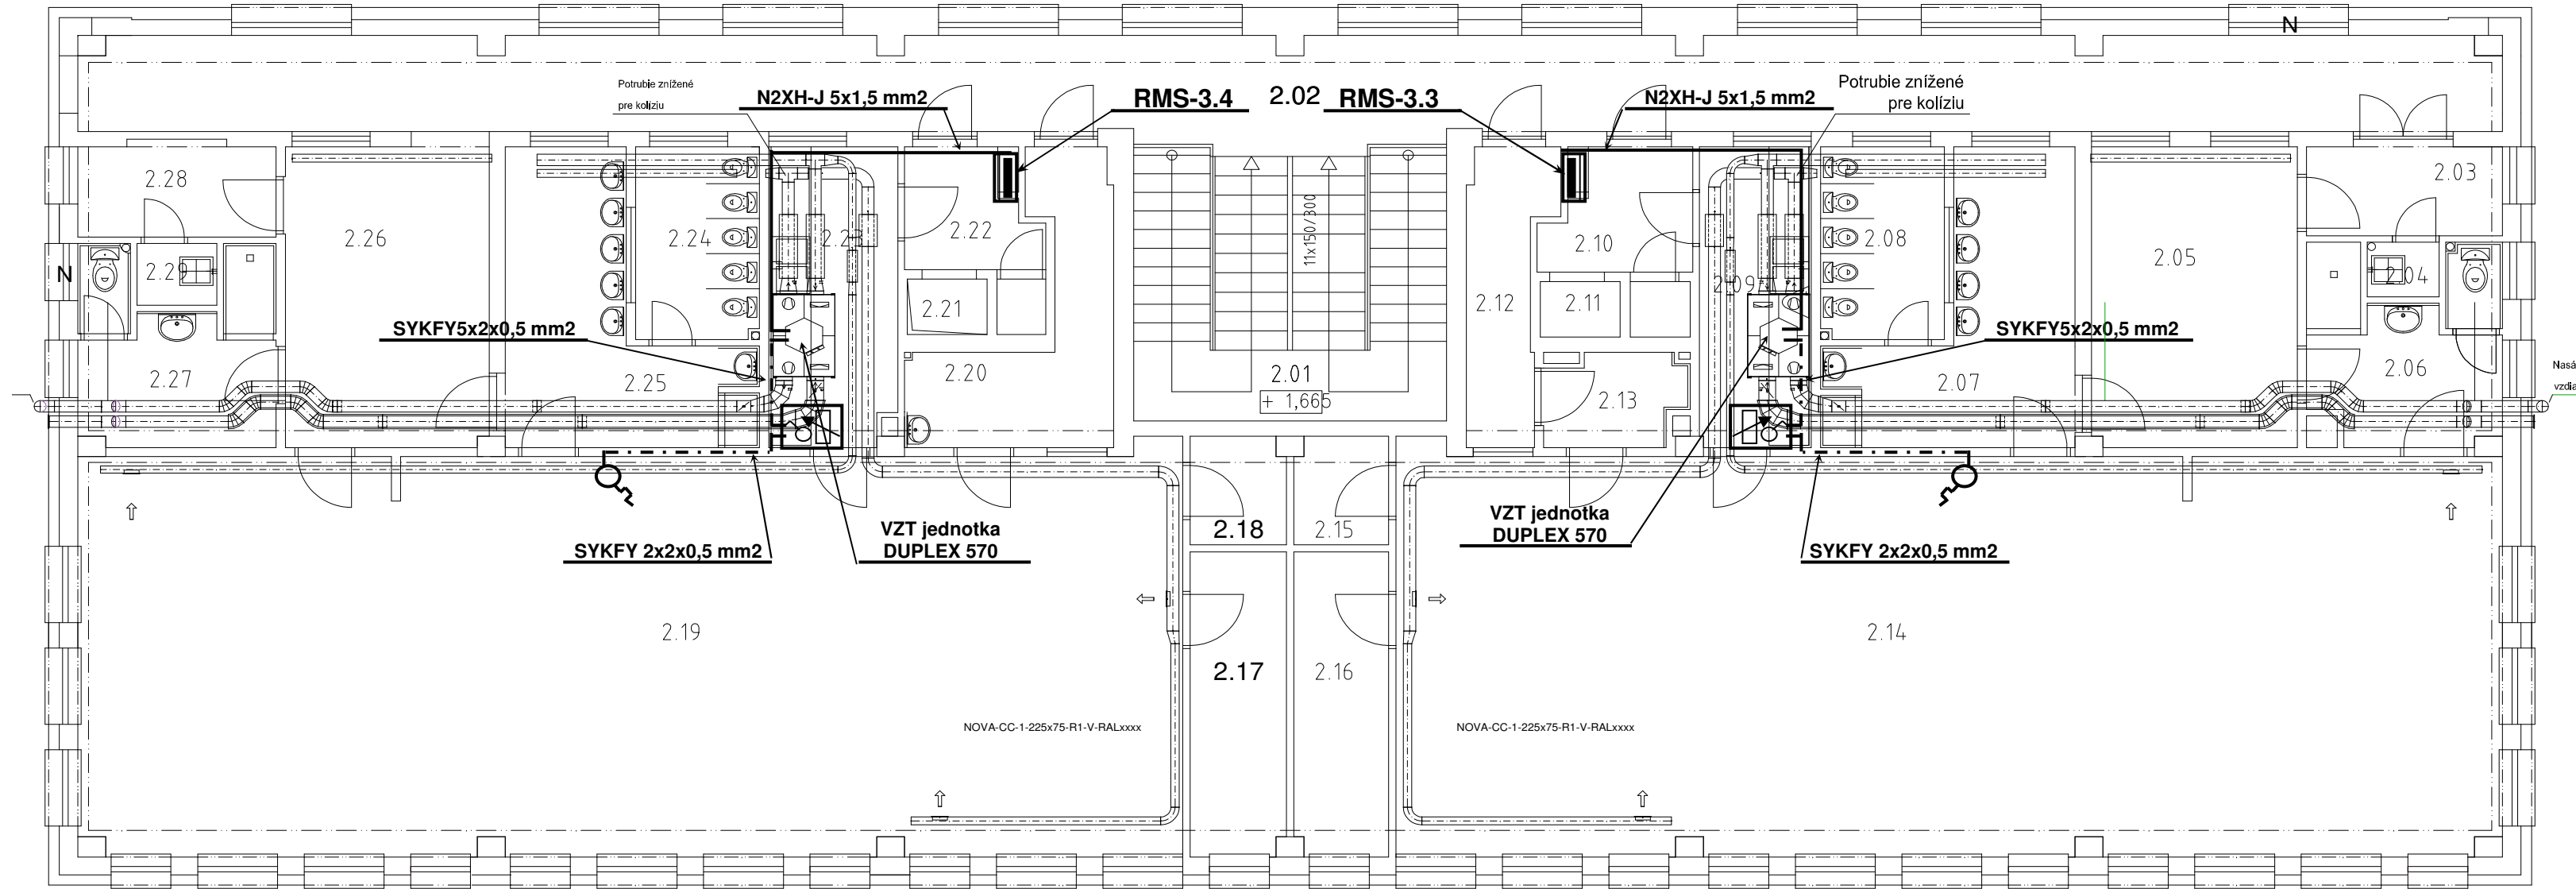 N
Potrubie znížené
pre kolíziu
N2XH-J 5x1,5 mm2
RMS-3.4
2.02
RMS-3.3
N2XH-J 5x1,5 mm2
Potrubie znížené
pre kolíziu
2.28
2.26
2.24
2.23
2.22
11x150/300
2.10
2.09
2.08
2.05
2.03
N
2.29
2.21
2.12
2.11
2.04
SYKFY5x2x0,5 mm2
SYKFY5x2x0,5 mm2
2.27
2.25
2.20
2.01
+ 1,665
2.13
2.07
2.06
Nasá
vzdia
VZT jednotka
DUPLEX 570
SYKFY 2x2x0,5 mm2
2.18
2.15
VZT jednotka
DUPLEX 570
SYKFY 2x2x0,5 mm2
2.19
2.17
2.16
2.14
NOVA-CC-1-225x75-R1-V-RALxxxx
NOVA-CC-1-225x75-R1-V-RALxxxx